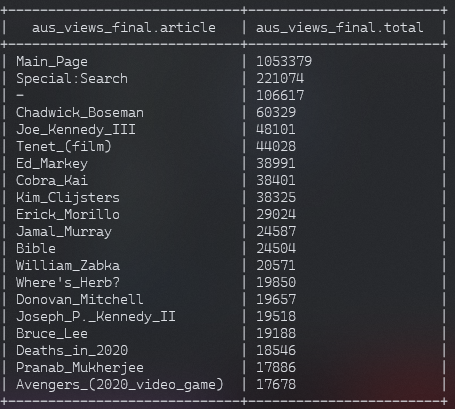 +-----------------------------+------------------------+
| aus_views_final.article | aus_views_final.total |
+-----------------------------+------------------------+
| Main_Page | 1053379 |
| Special:Search | 221074 |
| - | 106617 |
| Chadwick_Boseman | 60329 |
| Joe_Kennedy_III | 48101 |
| Tenet_(film) | 44028 |
| Ed_Markey | 38991 |
| Cobra_Kai | 38401 |
| Kim_Clijsters | 38325 |
| Erick_Morillo | 29024 |
| Jamal_Murray | 24587 |
| Bible | 24504 |
| William_Zabka | 20571 |
| Where's_Herb? | 19850 |
| Donovan_Mitchell | 19657 |
| Joseph_P._Kennedy_II | 19518 |
| Bruce_Lee | 19188 |
| Deaths_in_2020 | 18546 |
| Pranab_Mukherjee | 17886 |
| Avengers_(2020_video_game) | 17678 |
+-----------------------------+------------------------+